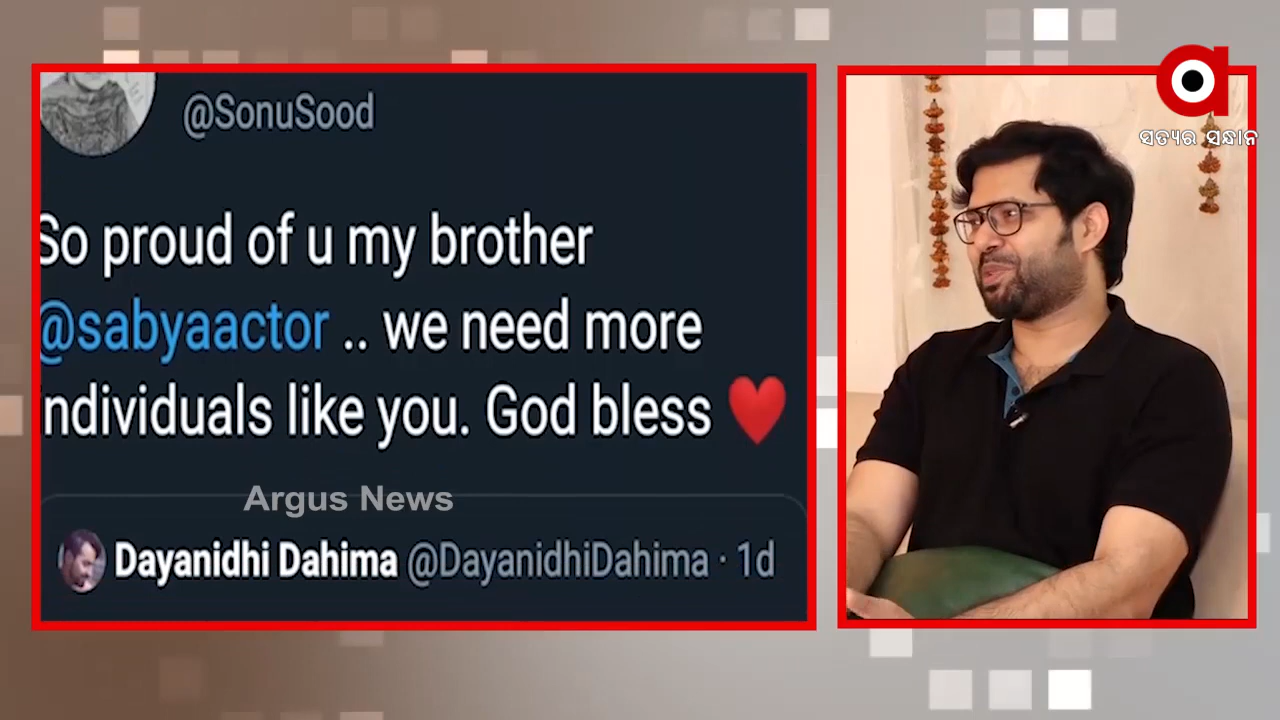 @SonuSood
So proud of u my brother
@sabyaactor .. we need more
individuals like you. God bless ❤️
Argus News
Dayanidhi Dahima @DayanidhiDahima · 1d
ସତ୍ୟର ସନ୍ଧାନ